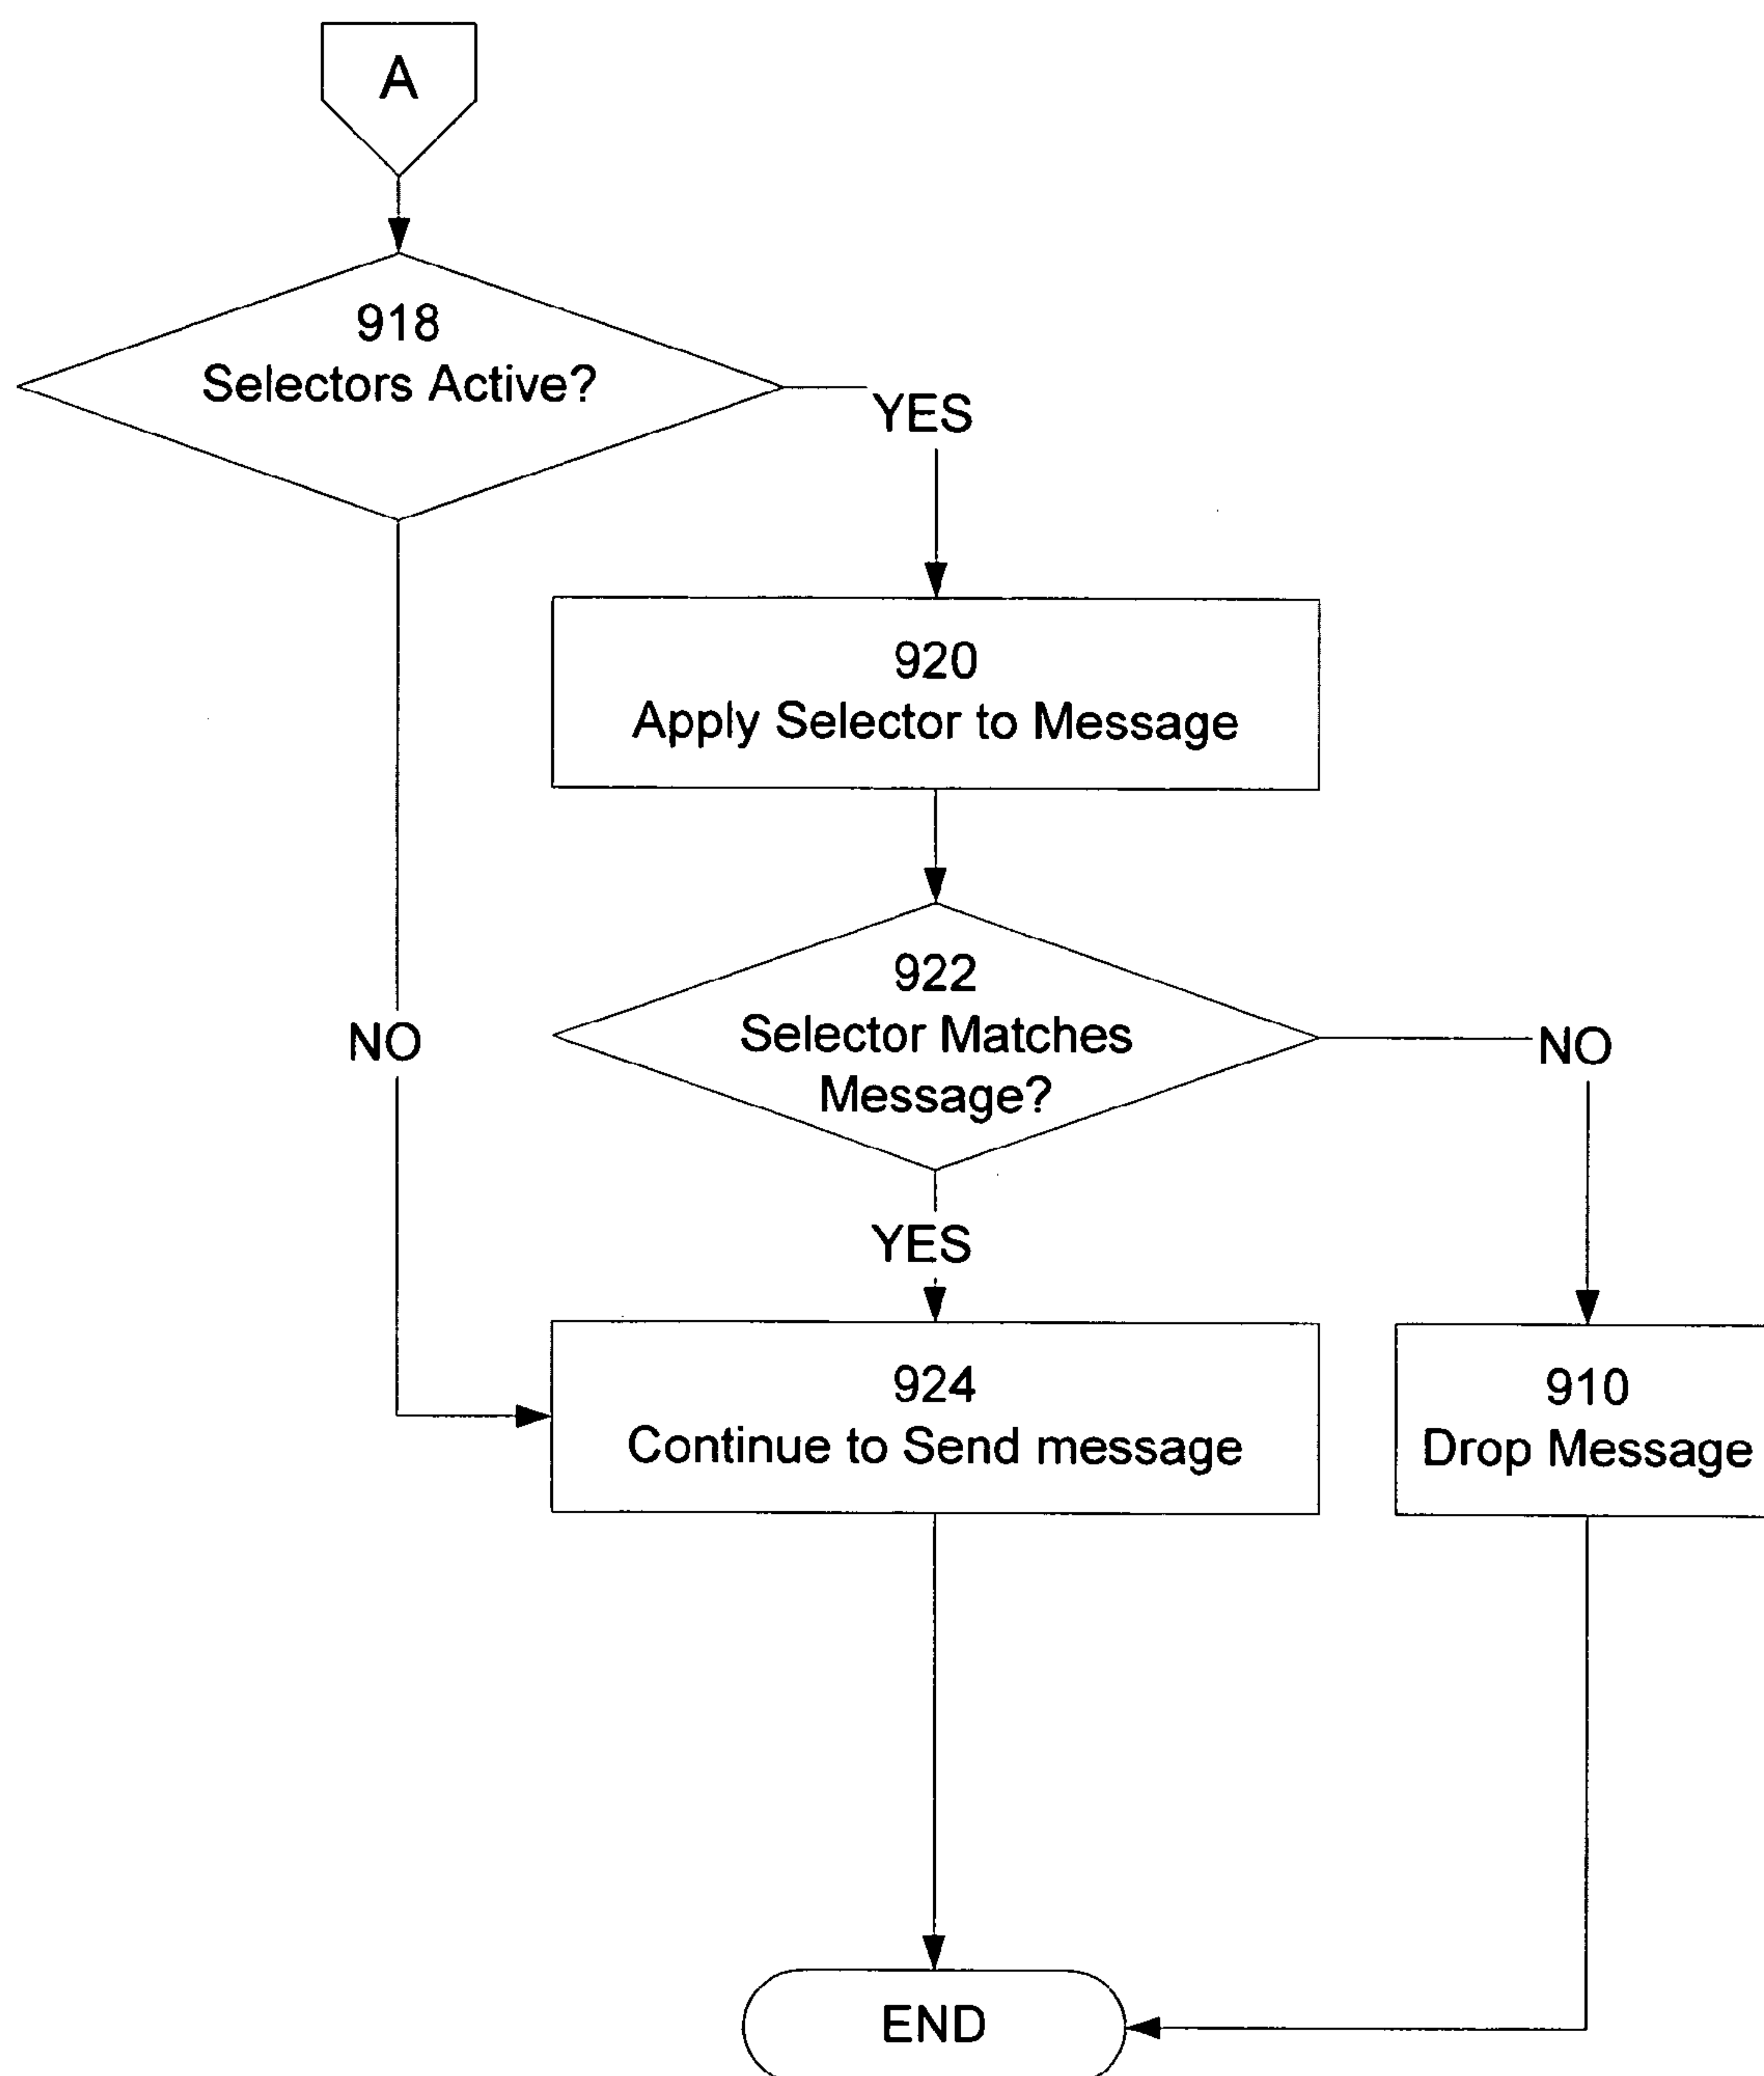 A
918
Selectors Active?
YES
920
Apply Selector to Message
922
Selector Matches
Message?
NO
NO
YES
924
Continue to Send message
910
Drop Message
END